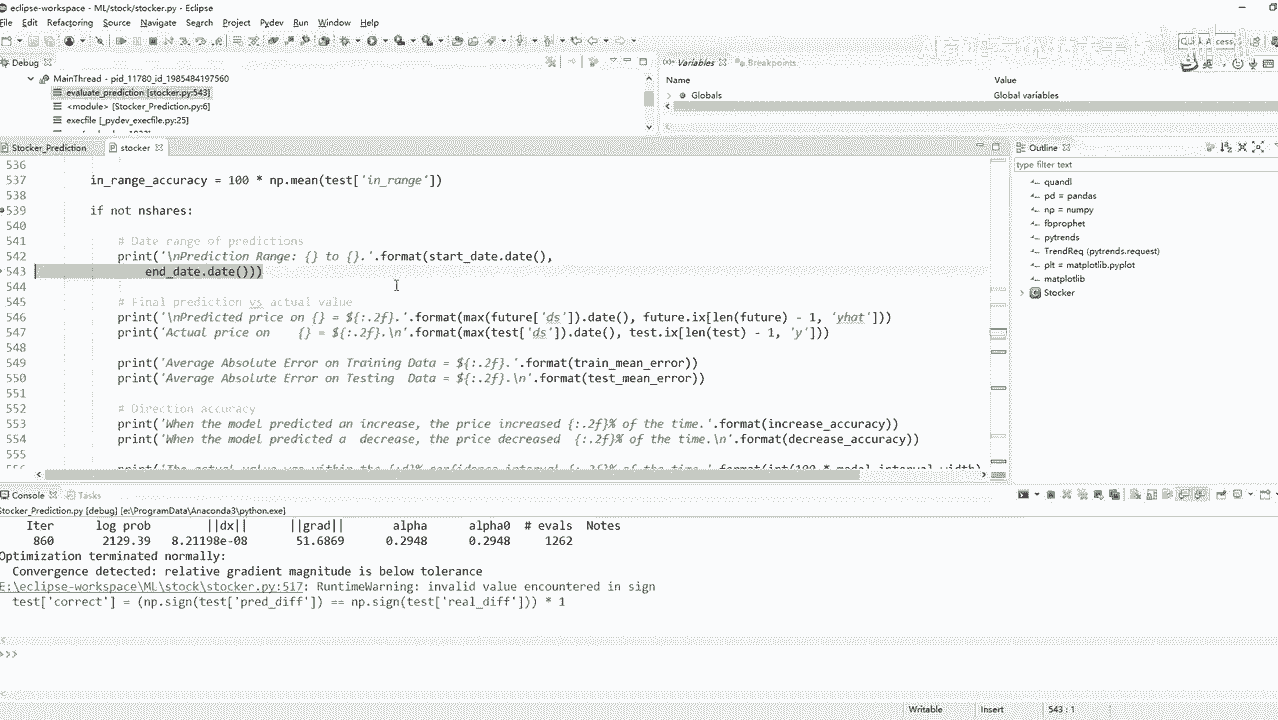 eclipse-workspace - ML/stock/stocker.py - Eclipse
File Edit Refactoring Source Navigate Search Project Pydev Run Window Help
Debug
Variables Breakpoints
MainThread - pid_11780_id_1985484197560
evaluate_prediction [stocker.py:543]
<module> [Stocker_Prediction.py:6]
execfile [_pydev_execfile.py:25]
Name Value
Globals Global variables
Stocker_Prediction stocker
Outline
type filter text
quandl
pd = pandas
np = numpy
fbprophet
pytrends
TrendReq (pytrends.request)
plt = matplotlib.pyplot
matplotlib
Stocker
536
537 in_range_accuracy = 100 * np.mean(test['in_range'])
538
539 if not nshares:
540
541 # Date range of predictions
542 print('\nPrediction Range: {} to {}.'.format(start_date.date(),
543 end_date.date()))
544
545 # Final prediction vs actual value
546 print('\nPredicted price on {} = ${:.2f}.'.format(max(future['ds']).date(), future.ix[len(future) - 1, 'yhat']))
547 print('Actual price on    {} = ${:.2f}.\n'.format(max(test['ds']).date(), test.ix[len(test) - 1, 'y']))
548
549 print('Average Absolute Error on Training Data = ${:.2f}.'.format(train_mean_error))
550 print('Average Absolute Error on Testing  Data = ${:.2f}.\n'.format(test_mean_error))
551
552 # Direction accuracy
553 print('When the model predicted an increase, the price increased {:.2f}% of the time.'.format(increase_accuracy))
554 print('When the model predicted a  decrease, the price decreased  {:.2f}% of the time.\n'.format(decrease_accuracy))
555
Console Tasks
Stocker_Prediction.py [debug] [e:\ProgramData\Anaconda3\python.exe]
Iter log prob ||dx|| ||grad|| alpha alpha0 # evals Notes
860 2129.39 8.21198e-08 51.6869 0.2948 0.2948 1262
Optimization terminated normally:
Convergence detected: relative gradient magnitude is below tolerance
E:\eclipse-workspace\ML\stock\stocker.py:517: RuntimeWarning: invalid value encountered in sign
test['correct'] = (np.sign(test['pred_diff']) == np.sign(test['real_diff'])) * 1
>>>
Writable Insert 543 : 1